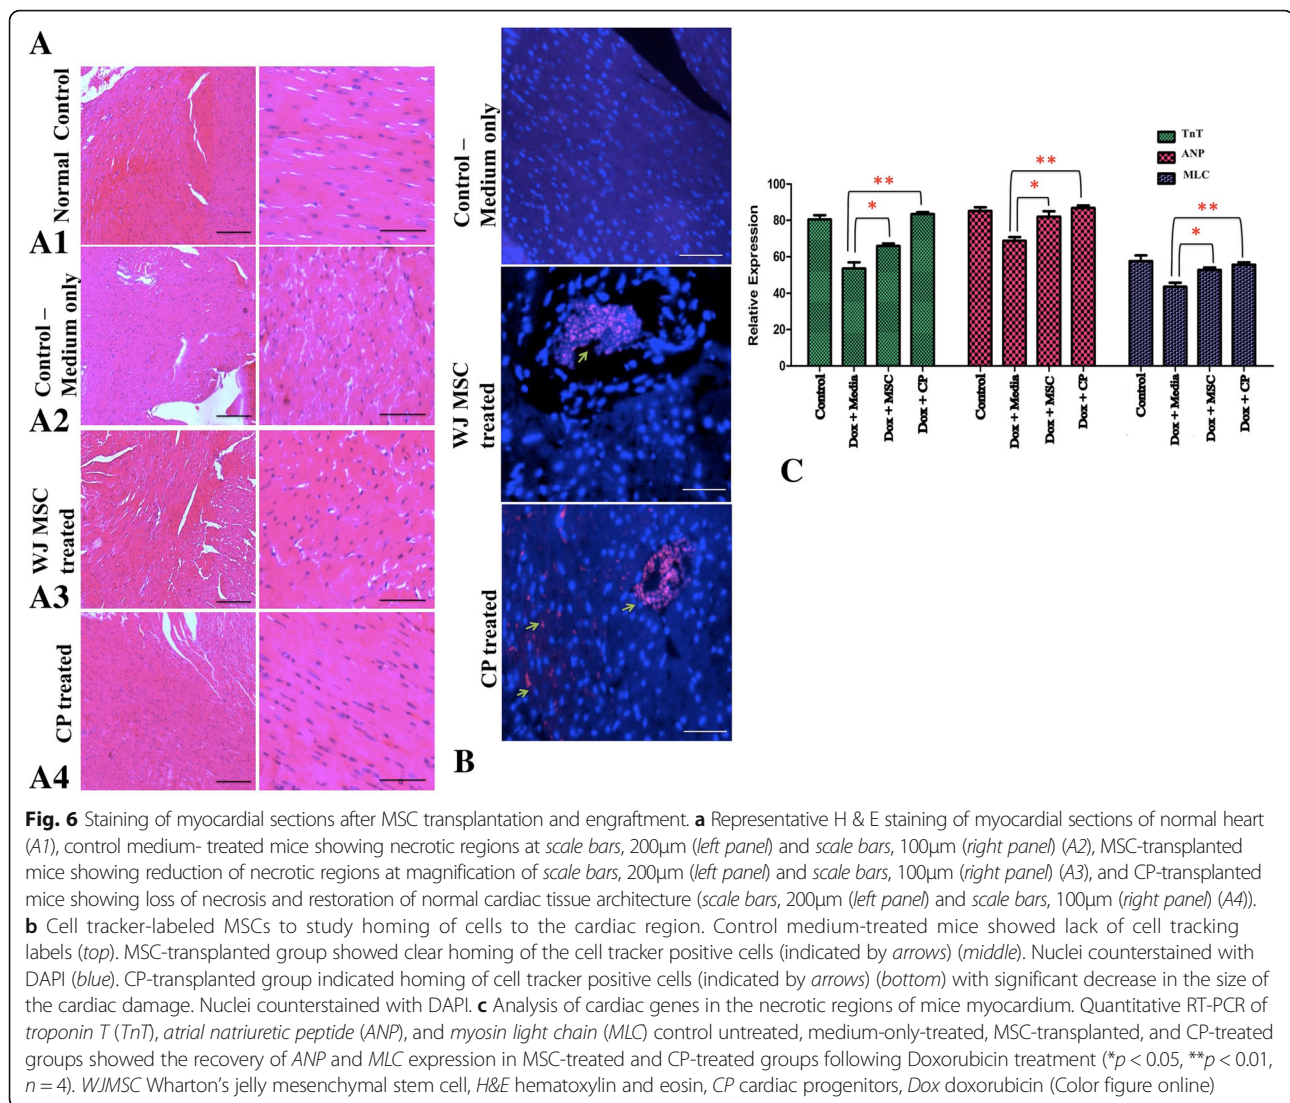 A
Normal Control
A1
Control –
Medium only
A2
WJ MSC
treated
A3
CP treated
A4
Control –
Medium only
WJ MSC
treated
CP treated
B
TnT
ANP
MLC
** ** **
* * *
Relative Expression
100
80
60
40
20
0
Control
Dox + Media
Dox + MSC
Dox + CP
Control
Dox + Media
Dox + MSC
Dox + CP
Control
Dox + Media
Dox + MSC
Dox + CP
C
Fig. 6 Staining of myocardial sections after MSC transplantation and engraftment. a Representative H & E staining of myocardial sections of normal heart
(A1), control medium- treated mice showing necrotic regions at scale bars, 200μm (left panel) and scale bars, 100μm (right panel) (A2), MSC-transplanted
mice showing reduction of necrotic regions at magnification of scale bars, 200μm (left panel) and scale bars, 100μm (right panel) (A3), and CP-transplanted
mice showing loss of necrosis and restoration of normal cardiac tissue architecture (scale bars, 200μm (left panel) and scale bars, 100μm (right panel) (A4)).
b Cell tracker-labeled MSCs to study homing of cells to the cardiac region. Control medium-treated mice showed lack of cell tracking
labels (top). MSC-transplanted group showed clear homing of the cell tracker positive cells (indicated by arrows) (middle). Nuclei counterstained with
DAPI (blue). CP-transplanted group indicated homing of cell tracker positive cells (indicated by arrows) (bottom) with significant decrease in the size of
the cardiac damage. Nuclei counterstained with DAPI. c Analysis of cardiac genes in the necrotic regions of mice myocardium. Quantitative RT-PCR of
troponin T (TnT), atrial natriuretic peptide (ANP), and myosin light chain (MLC) control untreated, medium-only-treated, MSC-transplanted, and CP-treated
groups showed the recovery of ANP and MLC expression in MSC-treated and CP-treated groups following Doxorubicin treatment (*p < 0.05, **p < 0.01,
n = 4). WJMSC Wharton's jelly mesenchymal stem cell, H&E hematoxylin and eosin, CP cardiac progenitors, Dox doxorubicin (Color figure online)